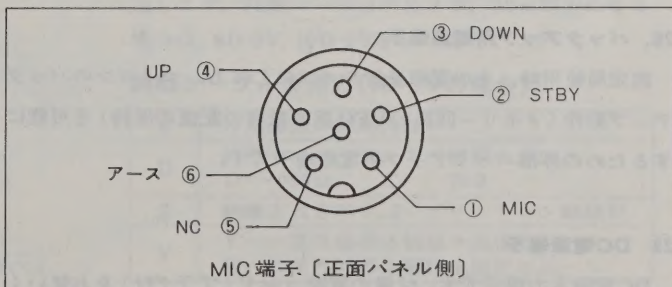 ③ DOWN
UP ④
② STBY
アース ⑥
NC ⑤
① MIC
MIC端子〔正面パネル側〕